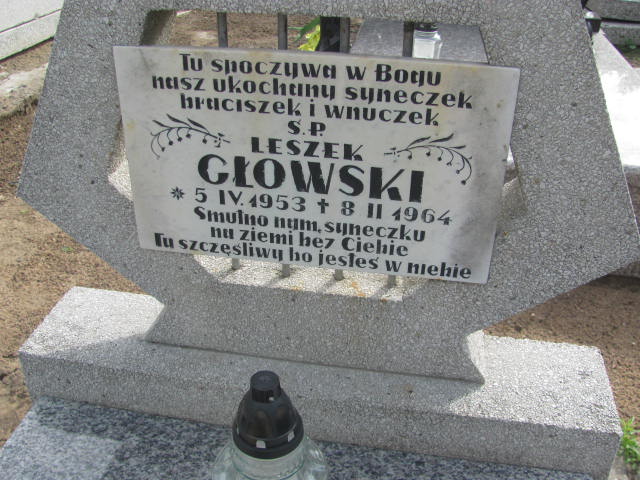 Tu spoczywa w Bogu
nasz ukochany syneczek
braciszek i wnuczek
Ś.P.
LESZEK
GŁOWSKI
* 5 IV. 1953 ✝ 8 II 1964
Smutno nam, syneczku
na ziemi bez Ciebie
Tu szczęśliwy bo jesteś w niebie